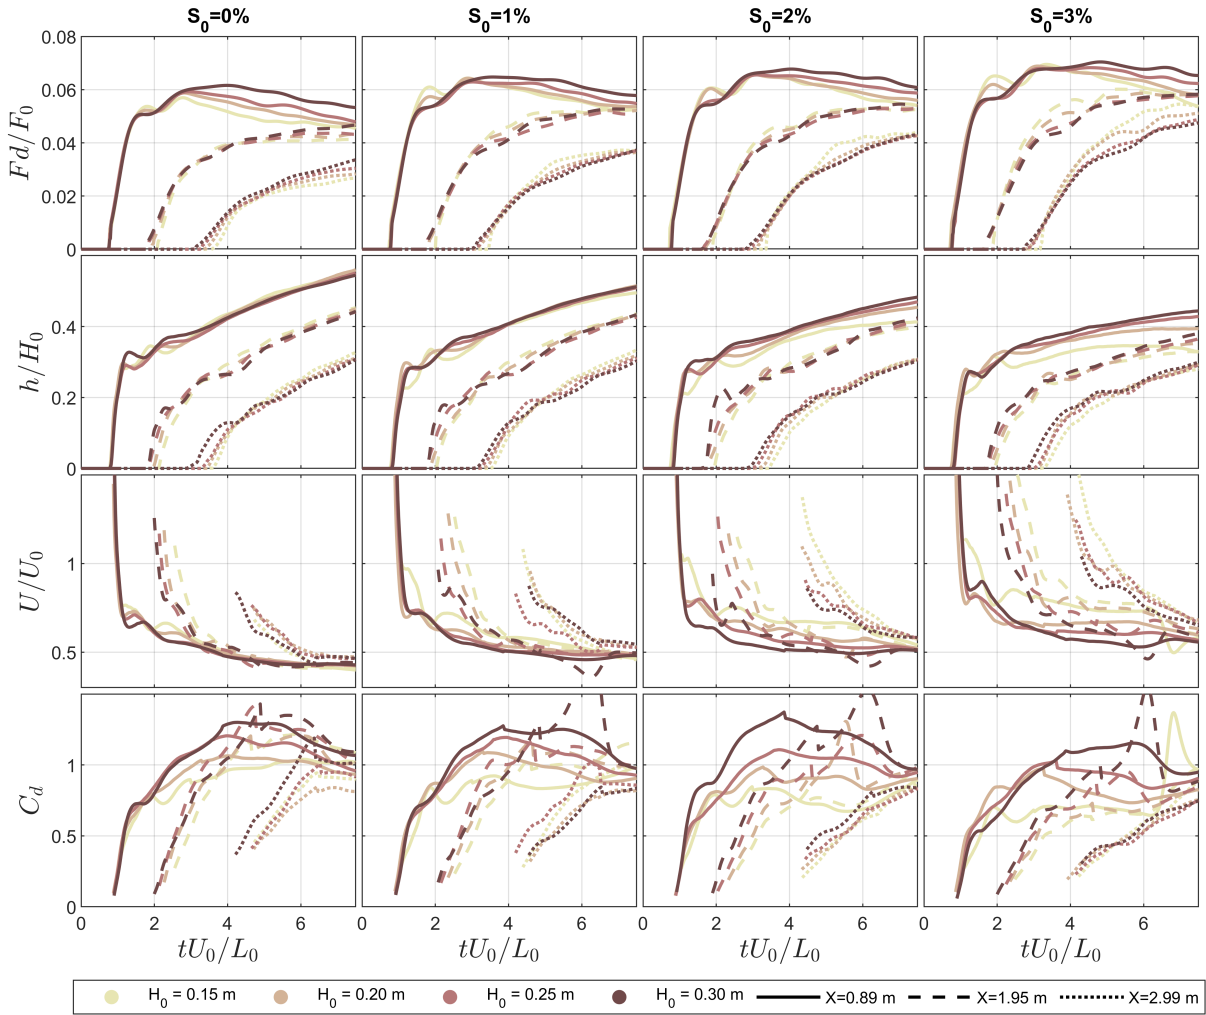 S0=0% S0=1% S0=2% S0=3%
0.08
0.06
0.04
0.02
0
Fd/F0
0.4
0.2
0
h/H0
1
0.5
U/U0
1
0.5
0
Cd
0 2 4 6 0 2 4 6 0 2 4 6 0 2 4 6
tU0/L0 tU0/L0 tU0/L0 tU0/L0
H0 = 0.15 m H0 = 0.20 m H0 = 0.25 m H0 = 0.30 m X=0.89 m X=1.95 m X=2.99 m